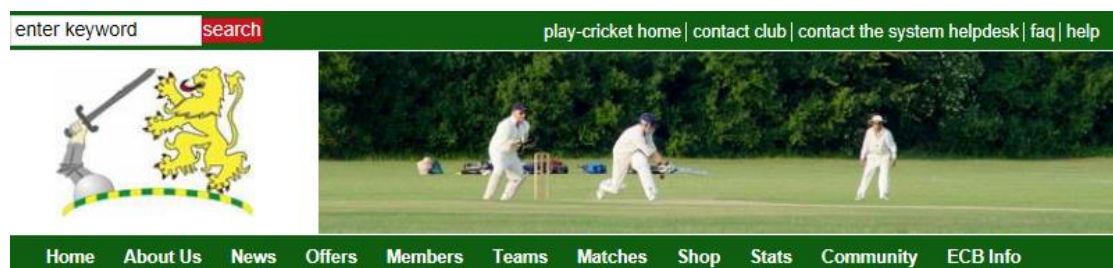 enter keyword search play-cricket home | contact club | contact the system helpdesk | faq | help
Home About Us News Offers Members Teams Matches Shop Stats Community ECB Info